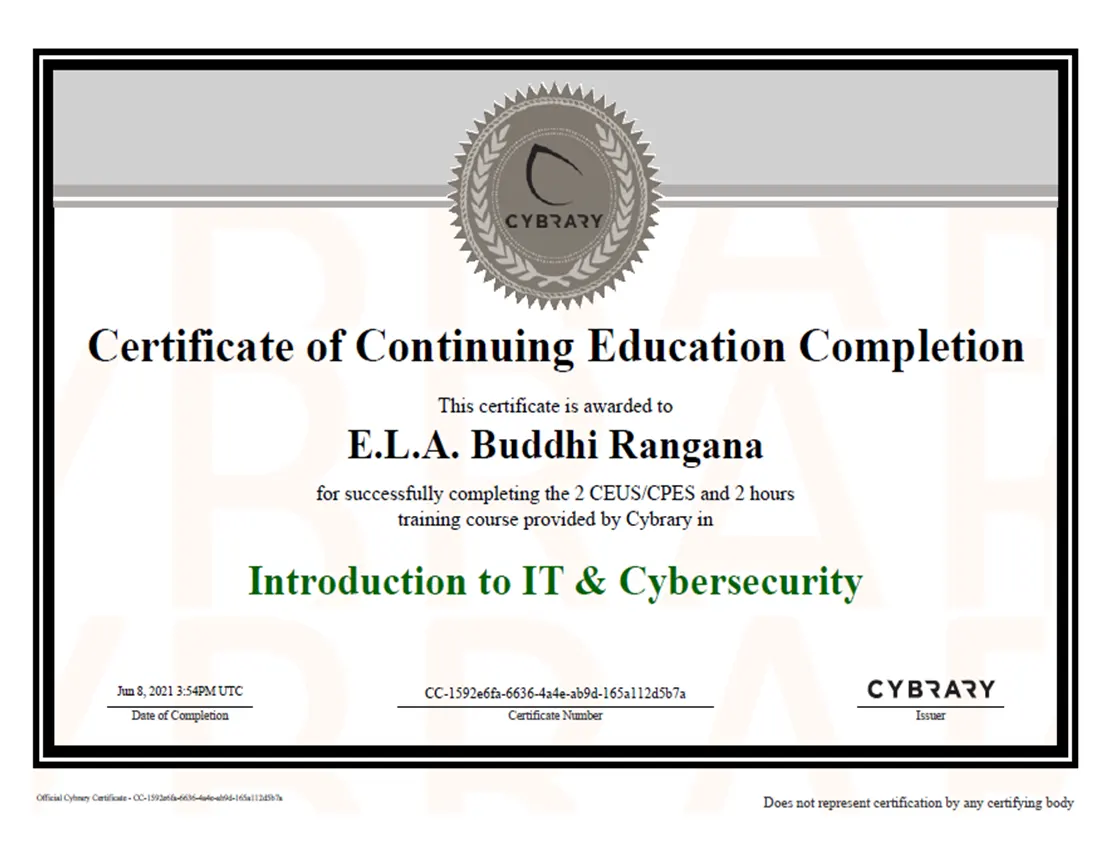 CYBRARY
Certificate of Continuing Education Completion
This certificate is awarded to
E.L.A. Buddhi Rangana
for successfully completing the 2 CEUS/CPES and 2 hours
training course provided by Cybrary in
Introduction to IT & Cybersecurity
Jun 8, 2021 3:54PM UTC
Date of Completion
CC-1592e6fa-6636-4a4e-ab9d-165a112d5b7a
Certificate Number
CYBRARY
Issuer
Official Cybrary Certificate - CC-1592e6fa-6636-4a4e-ab9d-165a112d5b7a
Does not represent certification by any certifying body